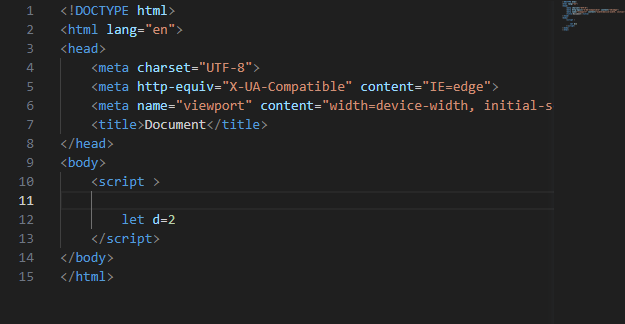 1 <!DOCTYPE html>
2 <html lang="en">
3 <head>
4     <meta charset="UTF-8">
5     <meta http-equiv="X-UA-Compatible" content="IE=edge">
6     <meta name="viewport" content="width=device-width, initial-s
7     <title>Document</title>
8 </head>
9 <body>
10     <script >
11
12         let d=2
13     </script>
14 </body>
15 </html>